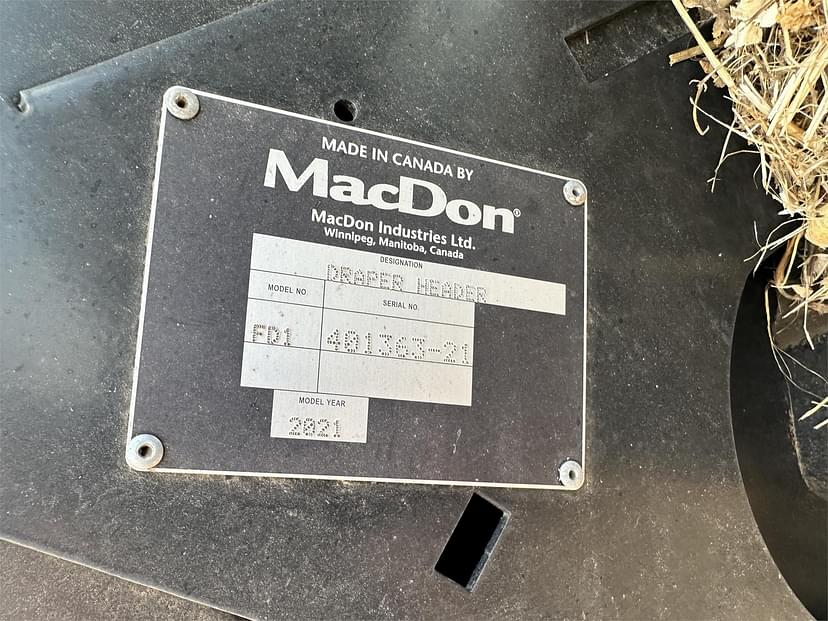 MADE IN CANADA BY
MacDon®
MacDon Industries Ltd.
Winnipeg, Manitoba, Canada
DESIGNATION
DRAPER HEADER
MODEL NO.
SERIAL NO.
FD1
401363-21
MODEL YEAR
2021